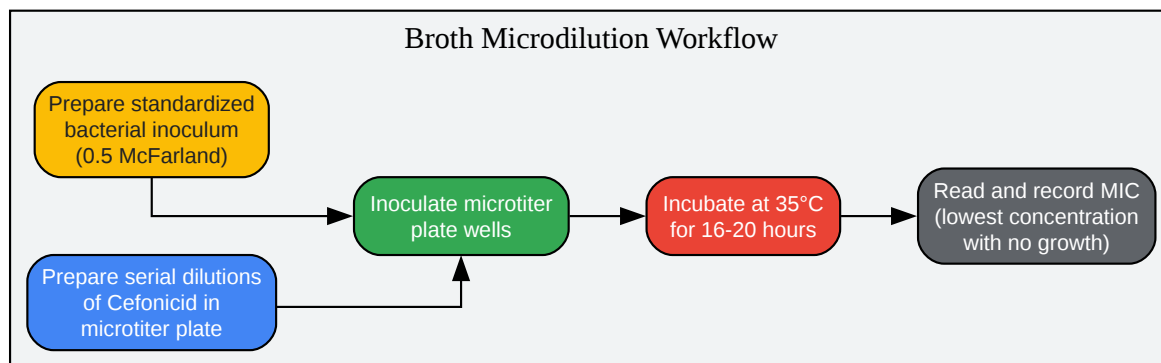 Broth Microdilution Workflow
Prepare standardized
bacterial inoculum
(0.5 McFarland)
Prepare serial dilutions
of Cefonicid in
microtiter plate
Inoculate microtiter
plate wells
Incubate at 35°C
for 16-20 hours
Read and record MIC
(lowest concentration
with no growth)